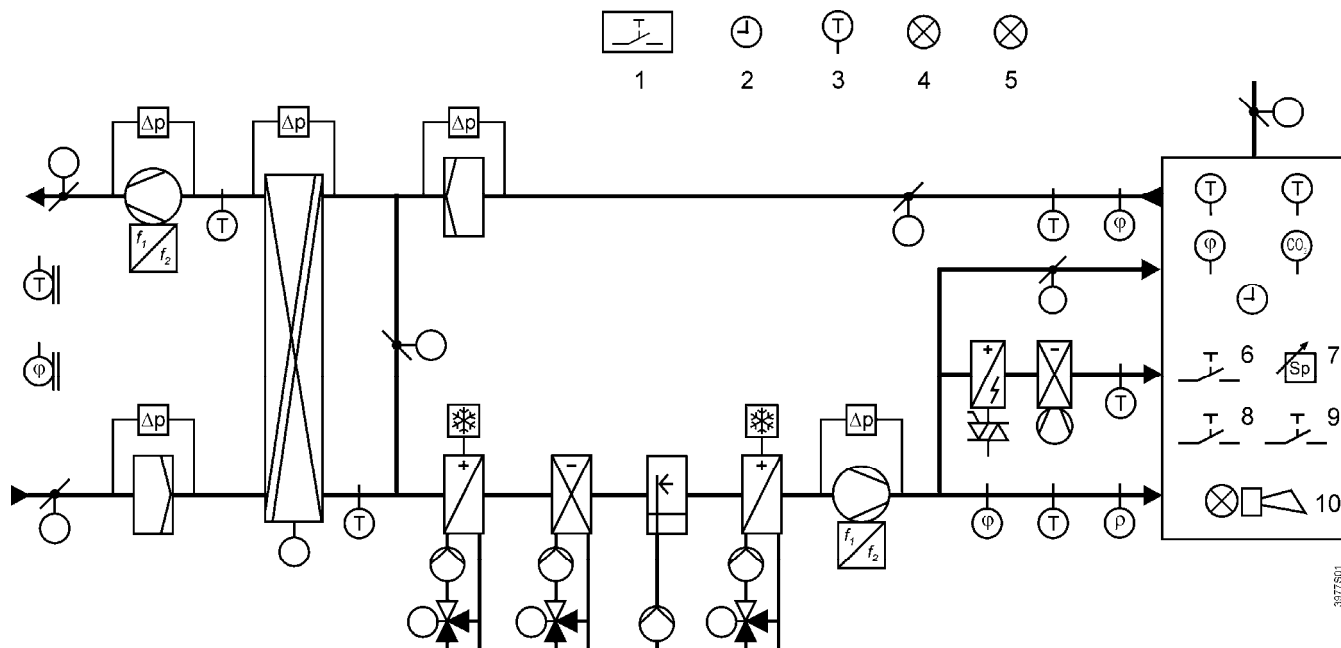 T
1 2 3 4 5
Δp Δp Δp
T T
T T φ
f₁ f₂
φ CO₂
T
φ
6 Sp 7
+ − T
Δp Δp
8 9
+ − + 
T φ T ρ
10
f₁ f₂
3977S01